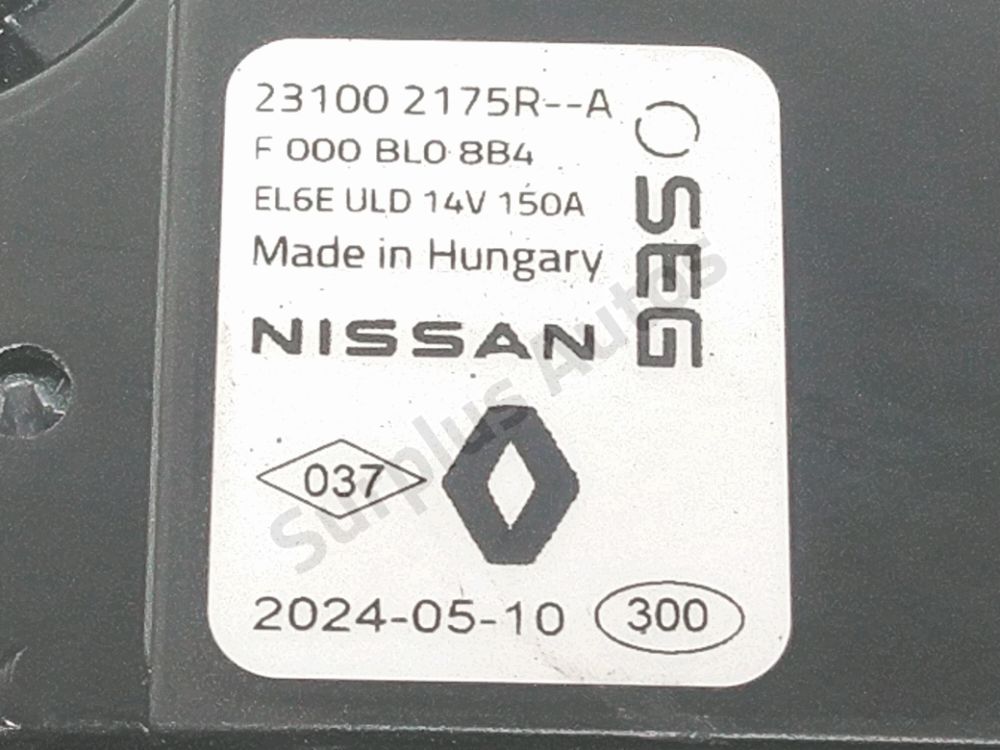 23100 2175R--A
F 000 BL0 8B4
EL6E ULD 14V 150A
Made in Hungary
NISSAN
SEG
037
2024-05-10 300
Surplus Autos